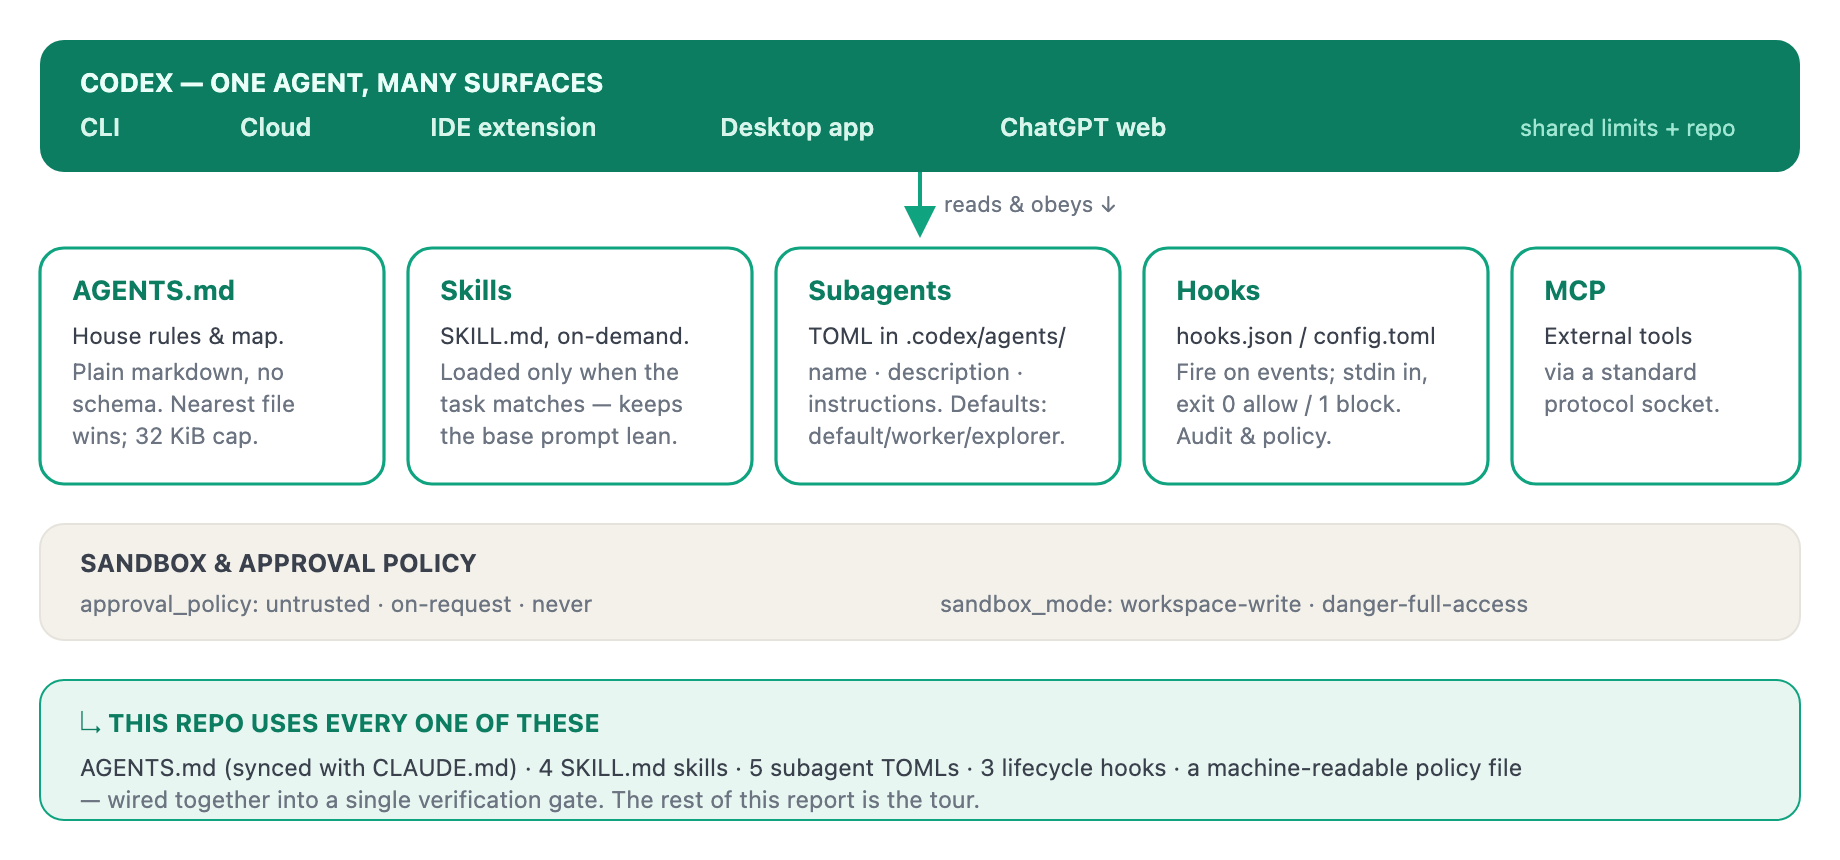 CODEX — ONE AGENT, MANY SURFACES
CLI Cloud IDE extension Desktop app ChatGPT web shared limits + repo
reads & obeys ↓
AGENTS.md
House rules & map.
Plain markdown, no
schema. Nearest file
wins; 32 KiB cap.
Skills
SKILL.md, on-demand.
Loaded only when the
task matches — keeps
the base prompt lean.
Subagents
TOML in .codex/agents/
name · description ·
instructions. Defaults:
default/worker/explorer.
Hooks
hooks.json / config.toml
Fire on events; stdin in,
exit 0 allow / 1 block.
Audit & policy.
MCP
External tools
via a standard
protocol socket.
SANDBOX & APPROVAL POLICY
approval_policy: untrusted · on-request · never
sandbox_mode: workspace-write · danger-full-access
↳ THIS REPO USES EVERY ONE OF THESE
AGENTS.md (synced with CLAUDE.md) · 4 SKILL.md skills · 5 subagent TOMLs · 3 lifecycle hooks · a machine-readable policy file
— wired together into a single verification gate. The rest of this report is the tour.